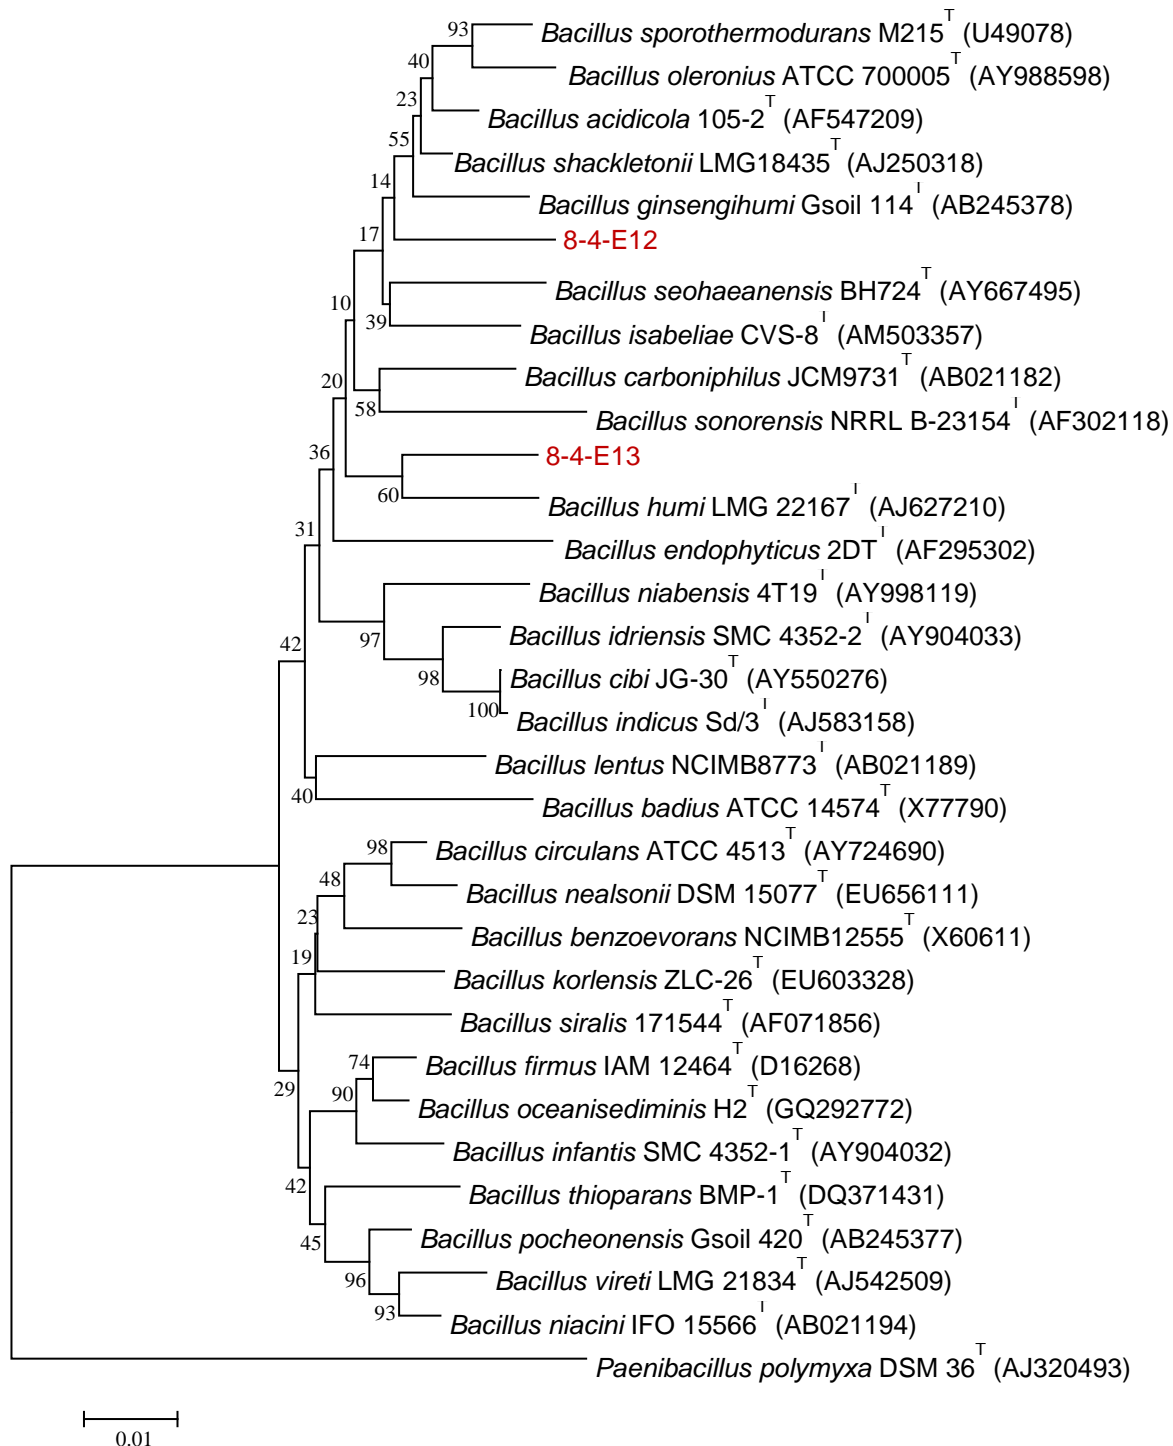 93 Bacillus sporothermodurans M215T (U49078)
40 Bacillus oleronius ATCC 700005T (AY988598)
23 Bacillus acidicola 105-2T (AF547209)
55 Bacillus shackletonii LMG18435T (AJ250318)
14 Bacillus ginsengihumi Gsoil 114T (AB245378)
17 8-4-E12
10 Bacillus seohaeanensis BH724T (AY667495)
39 Bacillus isabeliae CVS-8T (AM503357)
20 Bacillus carboniphilus JCM9731T (AB021182)
58 Bacillus sonorensis NRRL B-23154T (AF302118)
36 8-4-E13
60 Bacillus humi LMG 22167T (AJ627210)
31 Bacillus endophyticus 2DT T (AF295302)
Bacillus niabensis 4T19T (AY998119)
97 Bacillus idriensis SMC 4352-2T (AY904033)
42 98 Bacillus cibi JG-30T (AY550276)
100 Bacillus indicus Sd/3T (AJ583158)
Bacillus lentus NCIMB8773T (AB021189)
40 Bacillus badius ATCC 14574T (X77790)
98 Bacillus circulans ATCC 4513T (AY724690)
48 Bacillus nealsonii DSM 15077T (EU656111)
23 Bacillus benzoevorans NCIMB12555T (X60611)
19 Bacillus korlensis ZLC-26T (EU603328)
Bacillus siralis 171544T (AF071856)
74 Bacillus firmus IAM 12464T (D16268)
29 90 Bacillus oceanisediminis H2T (GQ292772)
Bacillus infantis SMC 4352-1T (AY904032)
42 Bacillus thioparans BMP-1T (DQ371431)
45 Bacillus pocheonensis Gsoil 420T (AB245377)
96 Bacillus vireti LMG 21834T (AJ542509)
93 Bacillus niacini IFO 15566T (AB021194)
Paenibacillus polymyxa DSM 36T (AJ320493)
0.01